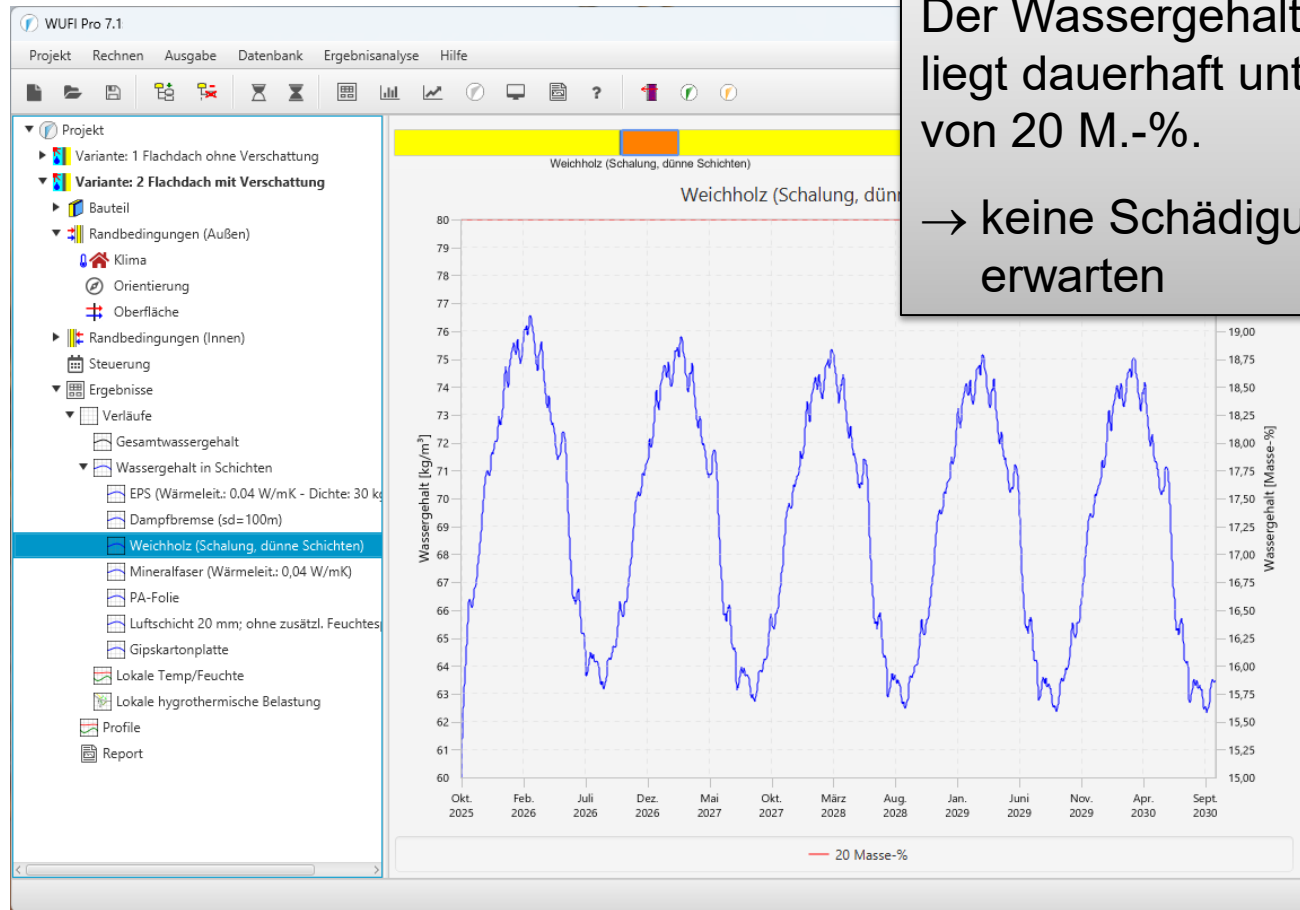 WUFI Pro 7.1
Projekt Rechnen Ausgabe Datenbank Ergebnisanalyse Hilfe
?
Projekt
Variante: 1 Flachdach ohne Verschattung
Variante: 2 Flachdach mit Verschattung
Bauteil
Randbedingungen (Außen)
Klima
Orientierung
Oberfläche
Randbedingungen (Innen)
Steuerung
Ergebnisse
Verläufe
Gesamtwassergehalt
Wassergehalt in Schichten
EPS (Wärmeleit.: 0.04 W/mK - Dichte: 30
Dampfbremse (sd=100m)
Weichholz (Schalung, dünne Schichten)
Mineralfaser (Wärmeleit.: 0,04 W/mK)
PA-Folie
Luftschicht 20 mm; ohne zusätzl.
Gipskartonplatte
Lokale Temp/Feuchte
Lokale hygrothermische Belastung
Profile
Report
Der Wassergehalt
liegt dauerhaft
von 20 M.-%.
→ keine
erwarten
Weichholz (Schalung, dünne Schichten)
Weichholz (Schalung,
Wassergehalt [kg/m³]
80
79
78
77
76
75
74
73
72
71
70
69
68
67
66
65
64
63
62
61
60
19,00
18,75
18,50
18,25
18,00
17,75
17,50
17,25
17,00
16,75
16,50
16,25
16,00
15,75
15,50
15,25
15,00
Wassergehalt [Masse-%]
Okt. Feb. Juli Dez. Mai Okt. März Aug. Jan. Juni Nov. Apr. Sept.
2025 2026 2026 2026 2027 2027 2028 2028 2029 2029 2029 2030 2030
20 Masse-%